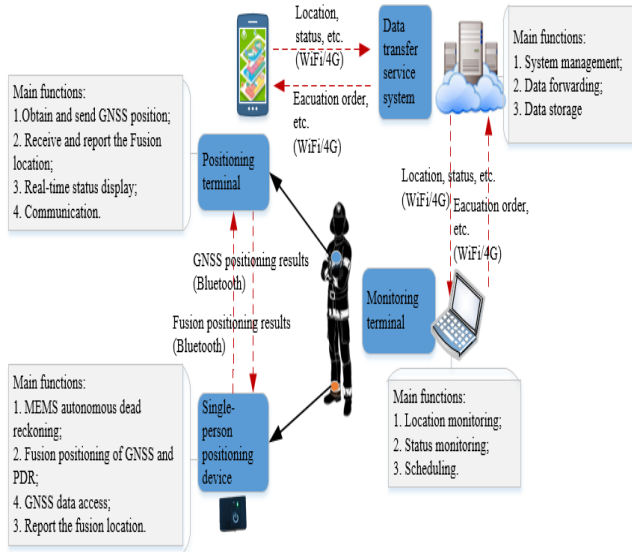 Location,
status, etc.
(WiFi/4G)
Eacuation order,
etc.
(WiFi/4G)
Data
transfer
service
system
Main functions:
1. System management;
2. Data forwarding;
3. Data storage
Main functions:
1.Obtain and send GNSS position;
2. Receive and report the Fusion
location;
3. Real-time status display;
4. Communication.
Positioning
terminal
Location, status, etc.
(WiFi/4G)
Eacuation order,
etc.
(WiFi/4G)
GNSS positioning results
(Bluetooth)
Fusion positioning results
(Bluetooth)
Monitoring
terminal
Main functions:
1. MEMS autonomous dead
reckoning;
2. Fusion positioning of GNSS and
PDR;
4. GNSS data access;
3. Report the fusion location.
Single-
person
positioning
device
Main functions:
1. Location monitoring;
2. Status monitoring;
3. Scheduling.